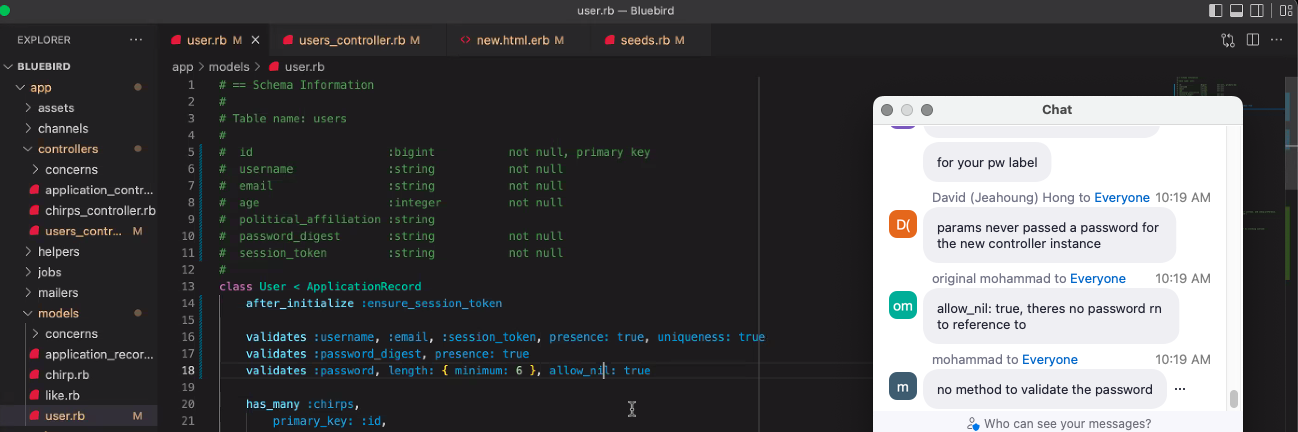 user.rb — Bluebird
EXPLORER
BLUEBIRD
app
assets
channels
controllers
concerns
application_contr...
chirps_controller.rb
users_contr... M
helpers
jobs
mailers
models
concerns
application_recor...
chirp.rb
like.rb
user.rb M
user.rb M
users_controller.rb M
new.html.erb M
seeds.rb M
app > models > user.rb
1 # == Schema Information
2 #
3 # Table name: users
4 #
5 # id :bigint not null, primary key
6 # username :string not null
7 # email :string not null
8 # age :integer not null
9 # political_affiliation :string
10 # password_digest :string not null
11 # session_token :string not null
12 #
13 class User < ApplicationRecord
14 after_initialize :ensure_session_token
15
16 validates :username, :email, :session_token, presence: true, uniqueness: true
17 validates :password_digest, presence: true
18 validates :password, length: { minimum: 6 }, allow_nil: true
19
20 has_many :chirps,
21 primary_key: :id,
Chat
for your pw label
David (Jeahoung) Hong to Everyone 10:19 AM
D(
params never passed a password for
the new controller instance
original mohammad to Everyone 10:19 AM
om
allow_nil: true, theres no password rn
to reference to
mohammad to Everyone 10:19 AM
m
no method to validate the password
Who can see your messages?